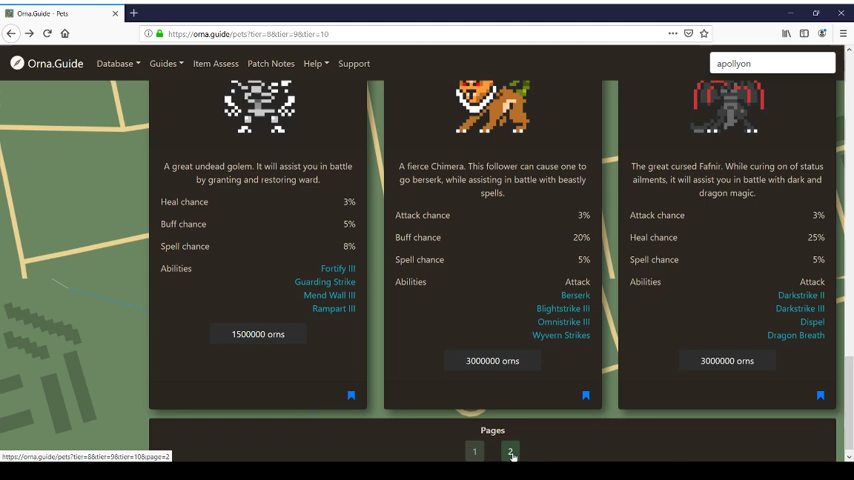 Orna.Guide - Pets
https://orna.guide/pets?tier=8&tier=9&tier=10
Orna.Guide
Database
Guides
Item Assess
Patch Notes
Help
Support
apollyon
A great undead golem. It will assist you in battle
by granting and restoring ward.
Heal chance 3%
Buff chance 5%
Spell chance 8%
Abilities Fortify III
Guarding Strike
Mend Wall III
Rampart III
1500000 orns
A fierce Chimera. This follower can cause one to
go berserk, while assisting in battle with beastly
spells.
Attack chance 3%
Buff chance 20%
Spell chance 5%
Abilities Attack
Berserk
Blightstrike III
Omnistrike III
Wyvern Strikes
3000000 orns
The great cursed Fafnir. While curing on of status
ailments, it will assist you in battle with dark and
dragon magic.
Attack chance 3%
Heal chance 25%
Spell chance 5%
Abilities Attack
Darkstrike II
Darkstrike III
Dispel
Dragon Breath
3000000 orns
Pages
1 2
https://orna.guide/pets?tier=8&tier=9&tier=10&page=2